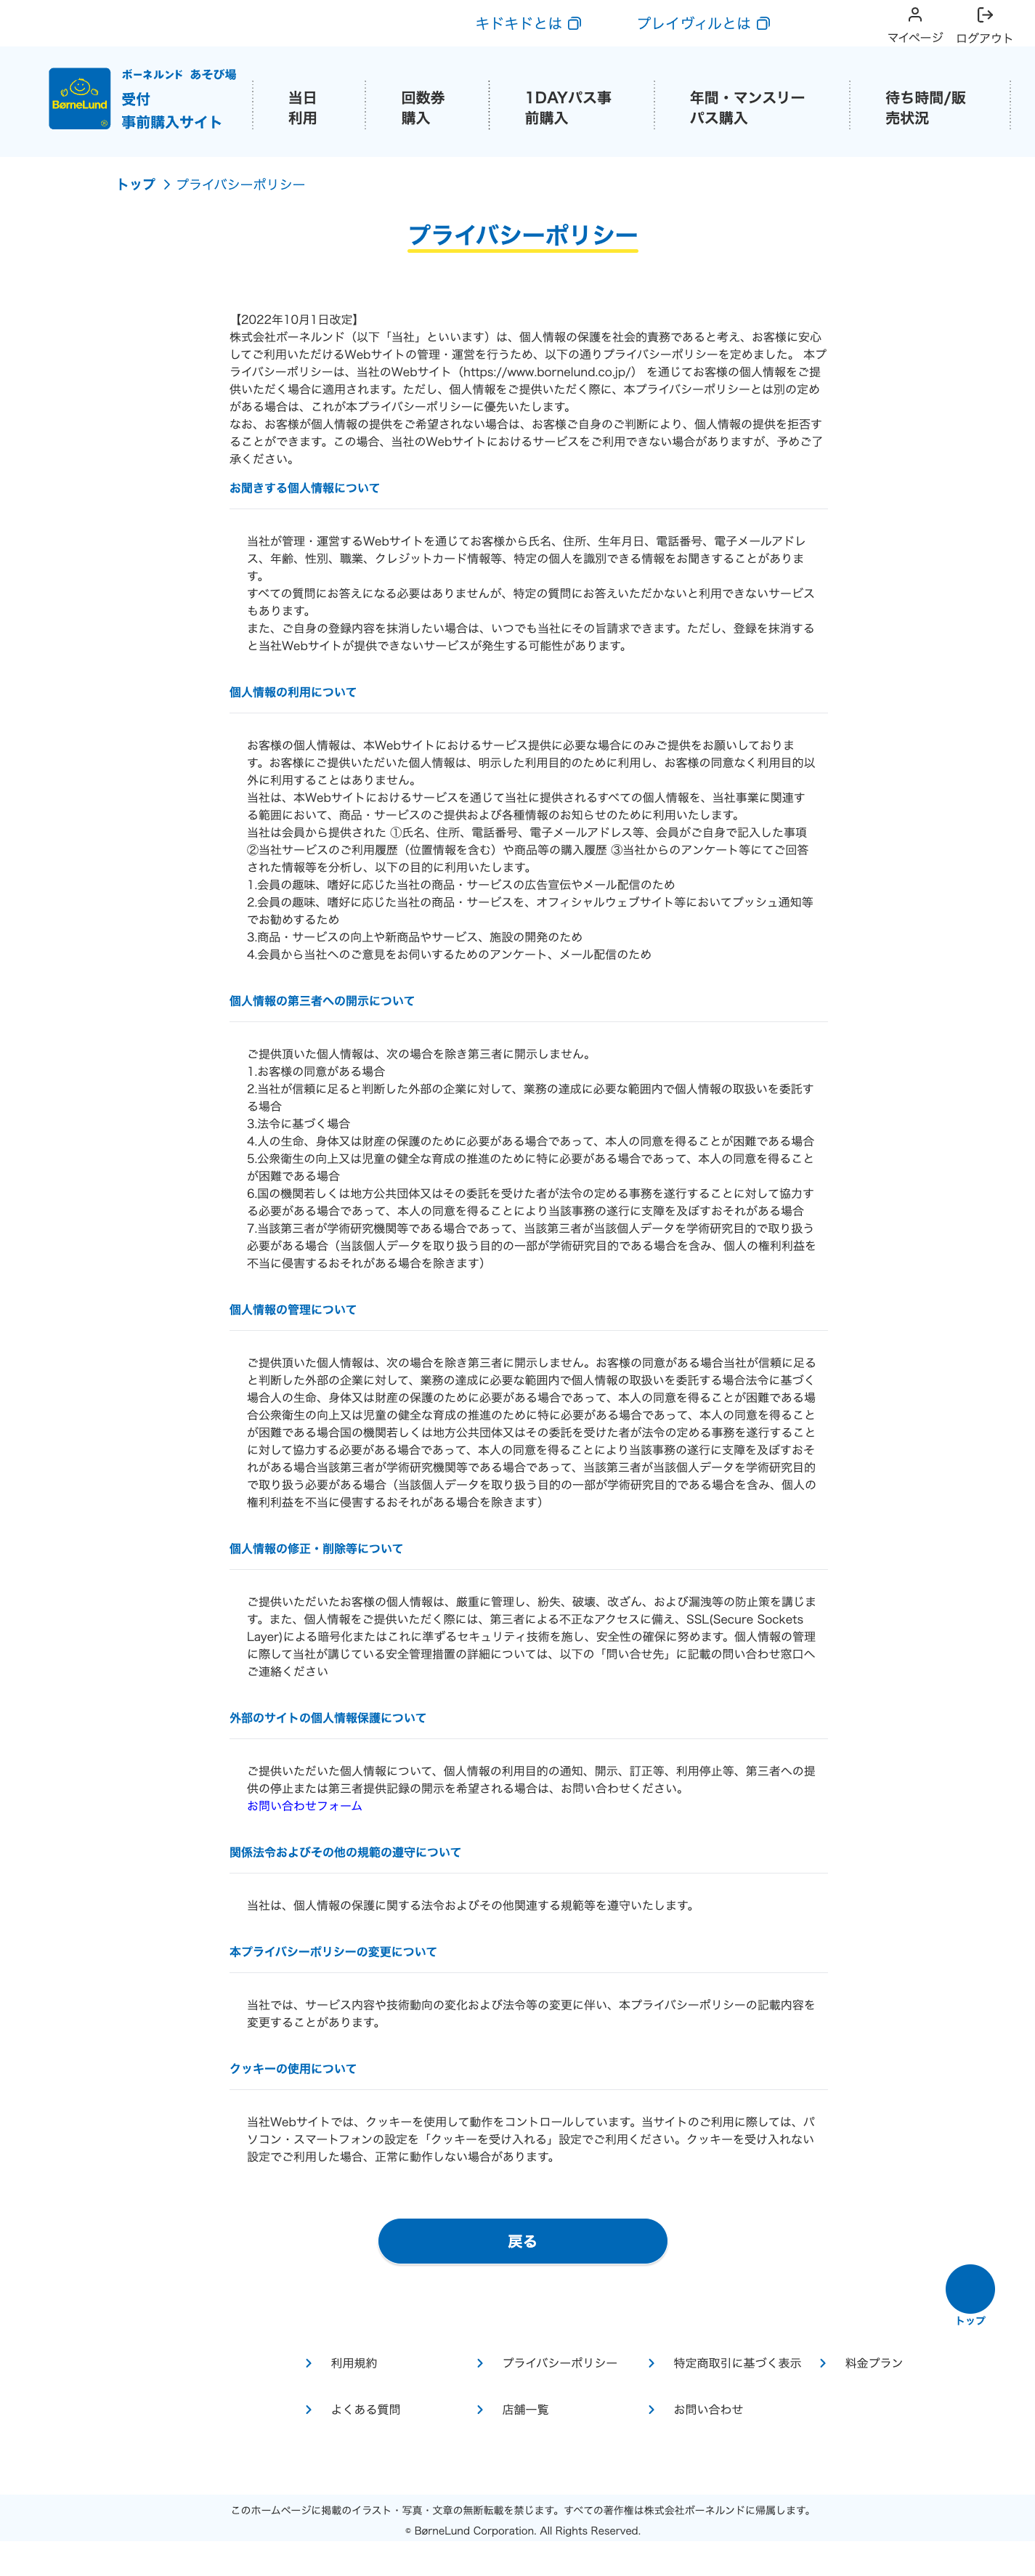 キドキドとは
プレイヴィルとは
マイページ
ログアウト
BørneLund
®
ボーネルンド あそび場
受付
事前購入サイト
当日
利用
回数券
購入
1DAYパス事
前購入
年間・マンスリー
パス購入
待ち時間/販
売状況
トップ > プライバシーポリシー
プライバシーポリシー
【2022年10月1日改定】
株式会社ボーネルンド（以下「当社」といいます）は、個人情報の保護を社会的責務であると考え、お客様に安心
してご利用いただけるWebサイトの管理・運営を行うため、以下の通りプライバシーポリシーを定めました。 本プ
ライバシーポリシーは、当社のWebサイト（https://www.bornelund.co.jp/） を通じてお客様の個人情報をご提
供いただく場合に適用されます。ただし、個人情報をご提供いただく際に、本プライバシーポリシーとは別の定め
がある場合は、これが本プライバシーポリシーに優先いたします。
なお、お客様が個人情報の提供をご希望されない場合は、お客様ご自身のご判断により、個人情報の提供を拒否す
ることができます。この場合、当社のWebサイトにおけるサービスをご利用できない場合がありますが、予めご了
承ください。
お聞きする個人情報について
当社が管理・運営するWebサイトを通じてお客様から氏名、住所、生年月日、電話番号、電子メールアドレ
ス、年齢、性別、職業、クレジットカード情報等、特定の個人を識別できる情報をお聞きすることがありま
す。
すべての質問にお答えになる必要はありませんが、特定の質問にお答えいただかないと利用できないサービス
もあります。
また、ご自身の登録内容を抹消したい場合は、いつでも当社にその旨請求できます。ただし、登録を抹消する
と当社Webサイトが提供できないサービスが発生する可能性があります。
個人情報の利用について
お客様の個人情報は、本Webサイトにおけるサービス提供に必要な場合にのみご提供をお願いしておりま
す。お客様にご提供いただいた個人情報は、明示した利用目的のために利用し、お客様の同意なく利用目的以
外に利用することはありません。
当社は、本Webサイトにおけるサービスを通じて当社に提供されるすべての個人情報を、当社事業に関連す
る範囲において、商品・サービスのご提供および各種情報のお知らせのために利用いたします。
当社は会員から提供された ①氏名、住所、電話番号、電子メールアドレス等、会員がご自身で記入した事項
②当社サービスのご利用履歴（位置情報を含む）や商品等の購入履歴 ③当社からのアンケート等にてご回答
された情報等を分析し、以下の目的に利用いたします。
1.会員の趣味、嗜好に応じた当社の商品・サービスの広告宣伝やメール配信のため
2.会員の趣味、嗜好に応じた当社の商品・サービスを、オフィシャルウェブサイト等においてプッシュ通知等
でお勧めするため
3.商品・サービスの向上や新商品やサービス、施設の開発のため
4.会員から当社へのご意見をお伺いするためのアンケート、メール配信のため
個人情報の第三者への開示について
ご提供頂いた個人情報は、次の場合を除き第三者に開示しません。
1.お客様の同意がある場合
2.当社が信頼に足ると判断した外部の企業に対して、業務の達成に必要な範囲内で個人情報の取扱いを委託す
る場合
3.法令に基づく場合
4.人の生命、身体又は財産の保護のために必要がある場合であって、本人の同意を得ることが困難である場合
5.公衆衛生の向上又は児童の健全な育成の推進のために特に必要がある場合であって、本人の同意を得ること
が困難である場合
6.国の機関若しくは地方公共団体又はその委託を受けた者が法令の定める事務を遂行することに対して協力す
る必要がある場合であって、本人の同意を得ることにより当該事務の遂行に支障を及ぼすおそれがある場合
7.当該第三者が学術研究機関等である場合であって、当該第三者が当該個人データを学術研究目的で取り扱う
必要がある場合（当該個人データを取り扱う目的の一部が学術研究目的である場合を含み、個人の権利利益を
不当に侵害するおそれがある場合を除きます）
個人情報の管理について
ご提供頂いた個人情報は、次の場合を除き第三者に開示しません。お客様の同意がある場合当社が信頼に足る
と判断した外部の企業に対して、業務の達成に必要な範囲内で個人情報の取扱いを委託する場合法令に基づく
場合人の生命、身体又は財産の保護のために必要がある場合であって、本人の同意を得ることが困難である場
合公衆衛生の向上又は児童の健全な育成の推進のために特に必要がある場合であって、本人の同意を得ること
が困難である場合国の機関若しくは地方公共団体又はその委託を受けた者が法令の定める事務を遂行すること
に対して協力する必要がある場合であって、本人の同意を得ることにより当該事務の遂行に支障を及ぼすおそ
れがある場合当該第三者が学術研究機関等である場合であって、当該第三者が当該個人データを学術研究目的
で取り扱う必要がある場合（当該個人データを取り扱う目的の一部が学術研究目的である場合を含み、個人の
権利利益を不当に侵害するおそれがある場合を除きます）
個人情報の修正・削除等について
ご提供いただいたお客様の個人情報は、厳重に管理し、紛失、破壊、改ざん、および漏洩等の防止策を講じま
す。また、個人情報をご提供いただく際には、第三者による不正なアクセスに備え、SSL(Secure Sockets
Layer)による暗号化またはこれに準ずるセキュリティ技術を施し、安全性の確保に努めます。個人情報の管理
に際して当社が講じている安全管理措置の詳細については、以下の「問い合せ先」に記載の問い合わせ窓口へ
ご連絡ください
外部のサイトの個人情報保護について
ご提供いただいた個人情報について、個人情報の利用目的の通知、開示、訂正等、利用停止等、第三者への提
供の停止または第三者提供記録の開示を希望される場合は、お問い合わせください。
お問い合わせフォーム
関係法令およびその他の規範の遵守について
当社は、個人情報の保護に関する法令およびその他関連する規範等を遵守いたします。
本プライバシーポリシーの変更について
当社では、サービス内容や技術動向の変化および法令等の変更に伴い、本プライバシーポリシーの記載内容を
変更することがあります。
クッキーの使用について
当社Webサイトでは、クッキーを使用して動作をコントロールしています。当サイトのご利用に際しては、パ
ソコン・スマートフォンの設定を「クッキーを受け入れる」設定でご利用ください。クッキーを受け入れない
設定でご利用した場合、正常に動作しない場合があります。
戻る
トップ
利用規約
プライバシーポリシー
特定商取引に基づく表示
料金プラン
よくある質問
店舗一覧
お問い合わせ
このホームページに掲載のイラスト・写真・文章の無断転載を禁じます。すべての著作権は株式会社ボーネルンドに帰属します。
© BørneLund Corporation. All Rights Reserved.